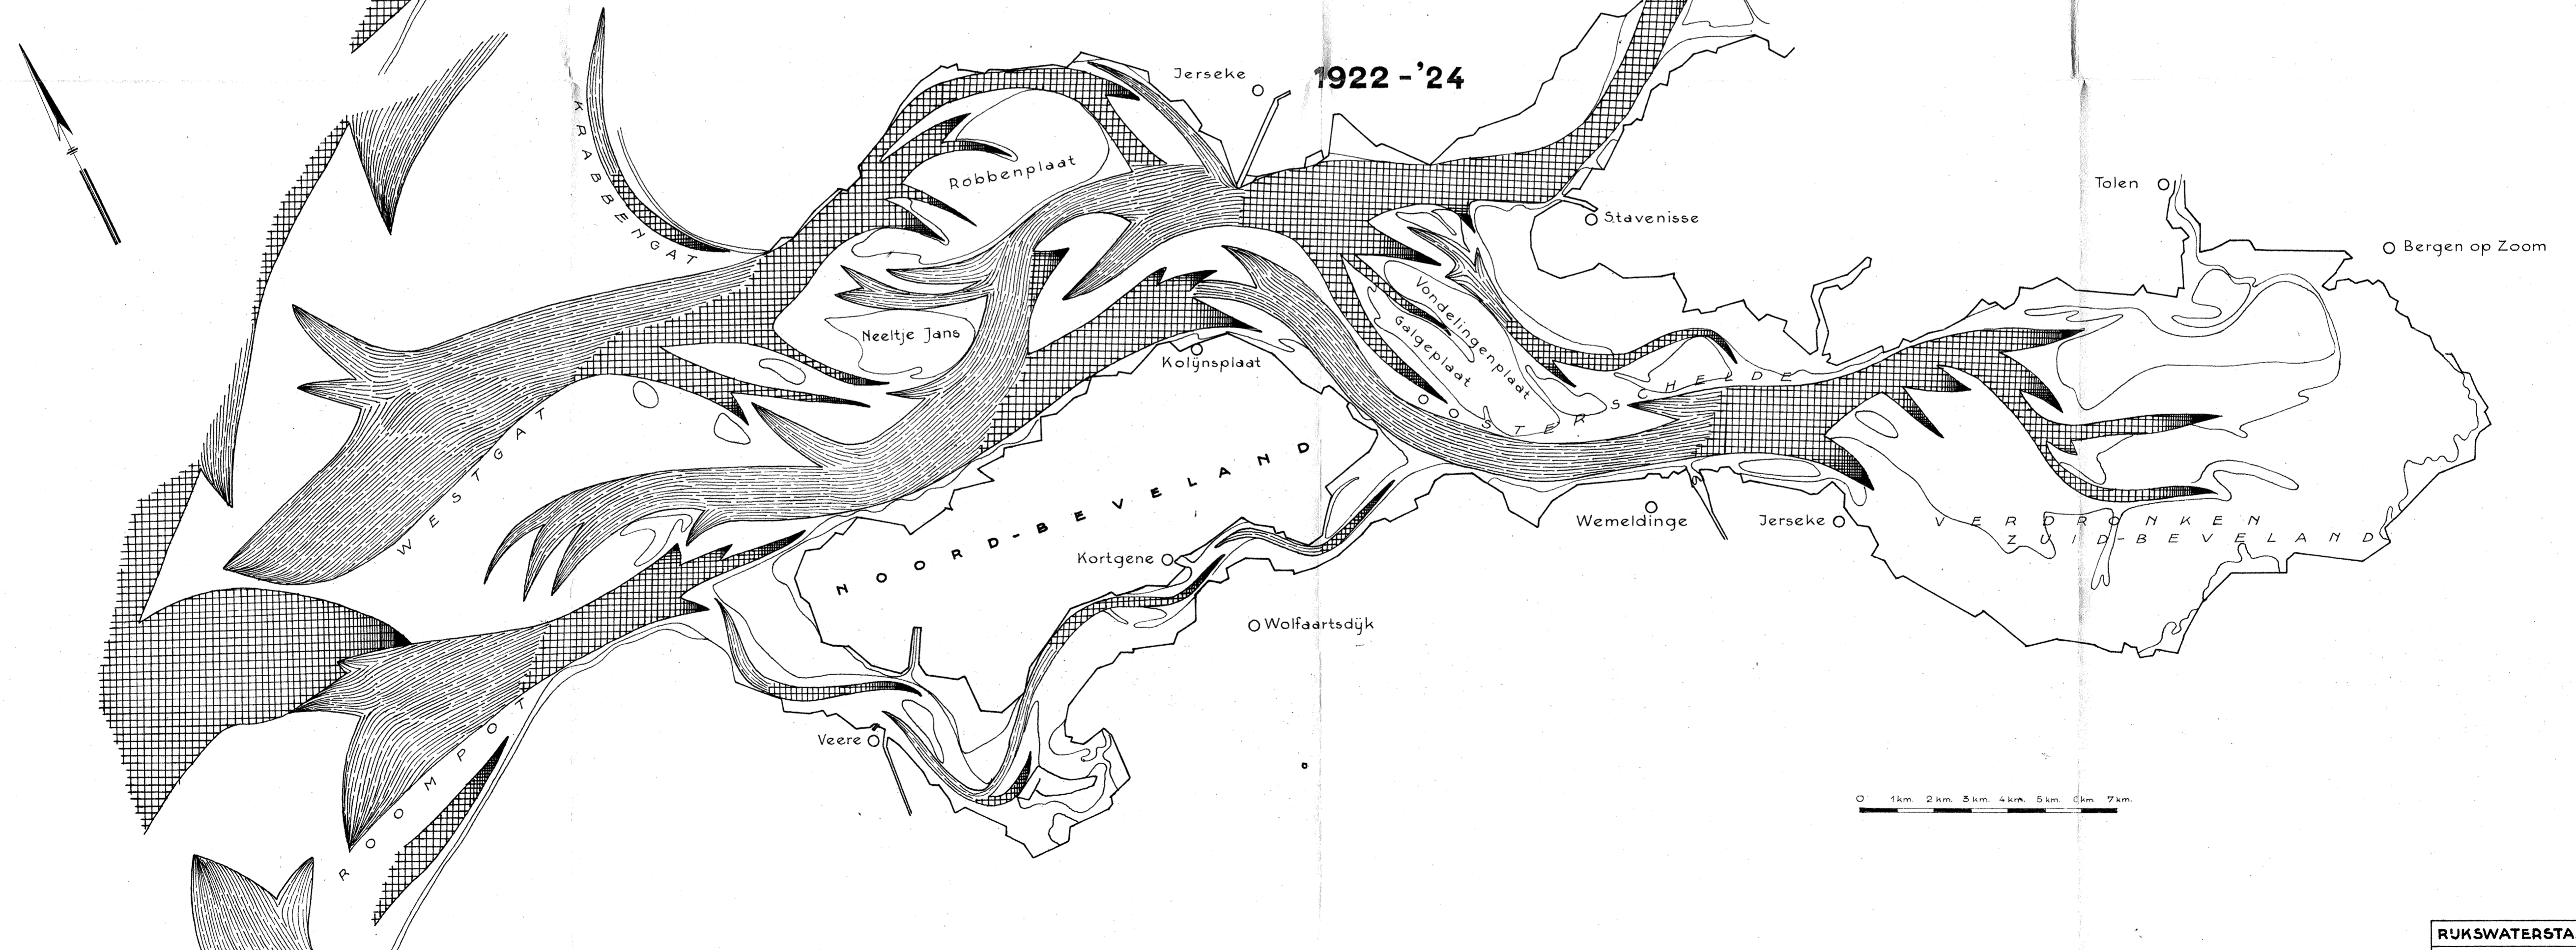 Jerseke
1922-'24
KRABBENGAT
Robbenplaat
Tolen
Stavenisse
Bergen op Zoom
Neeltje Jans
Kolijnsplaat
Vondelingenplaat
Galgeplaat
OOSTERSCHELDE
WESTGAT
NOORD-BEVELAND
Wemeldinge
Jerseke
VERDRONKEN
ZUID-BEVELAND
Kortgene
Wolfaartsdijk
Veere
ROOMPOT
0 1km. 2km. 3km. 4km. 5km. 6km. 7km.
RIJKSWATERSTA